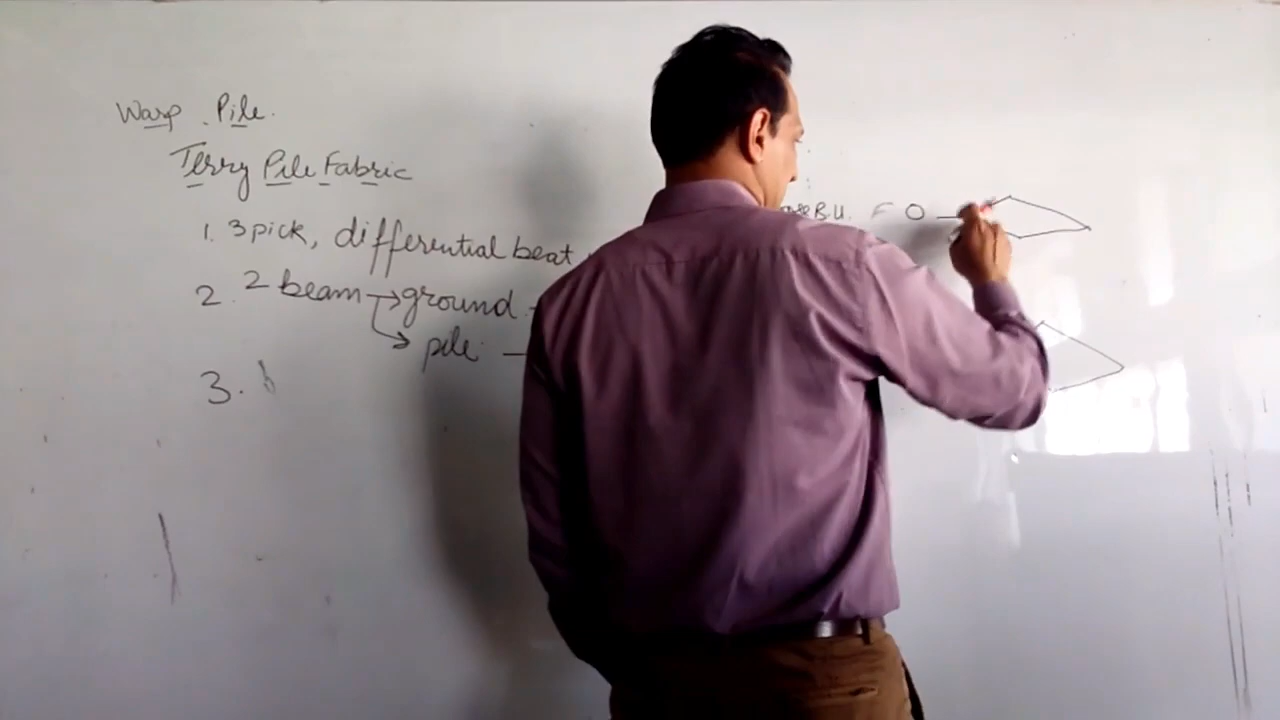 Warp Pile.
Terry Pile Fabric
1. 3 pick, differential beat
2. 2 beam → ground
→ pile
3.
B.U. F O